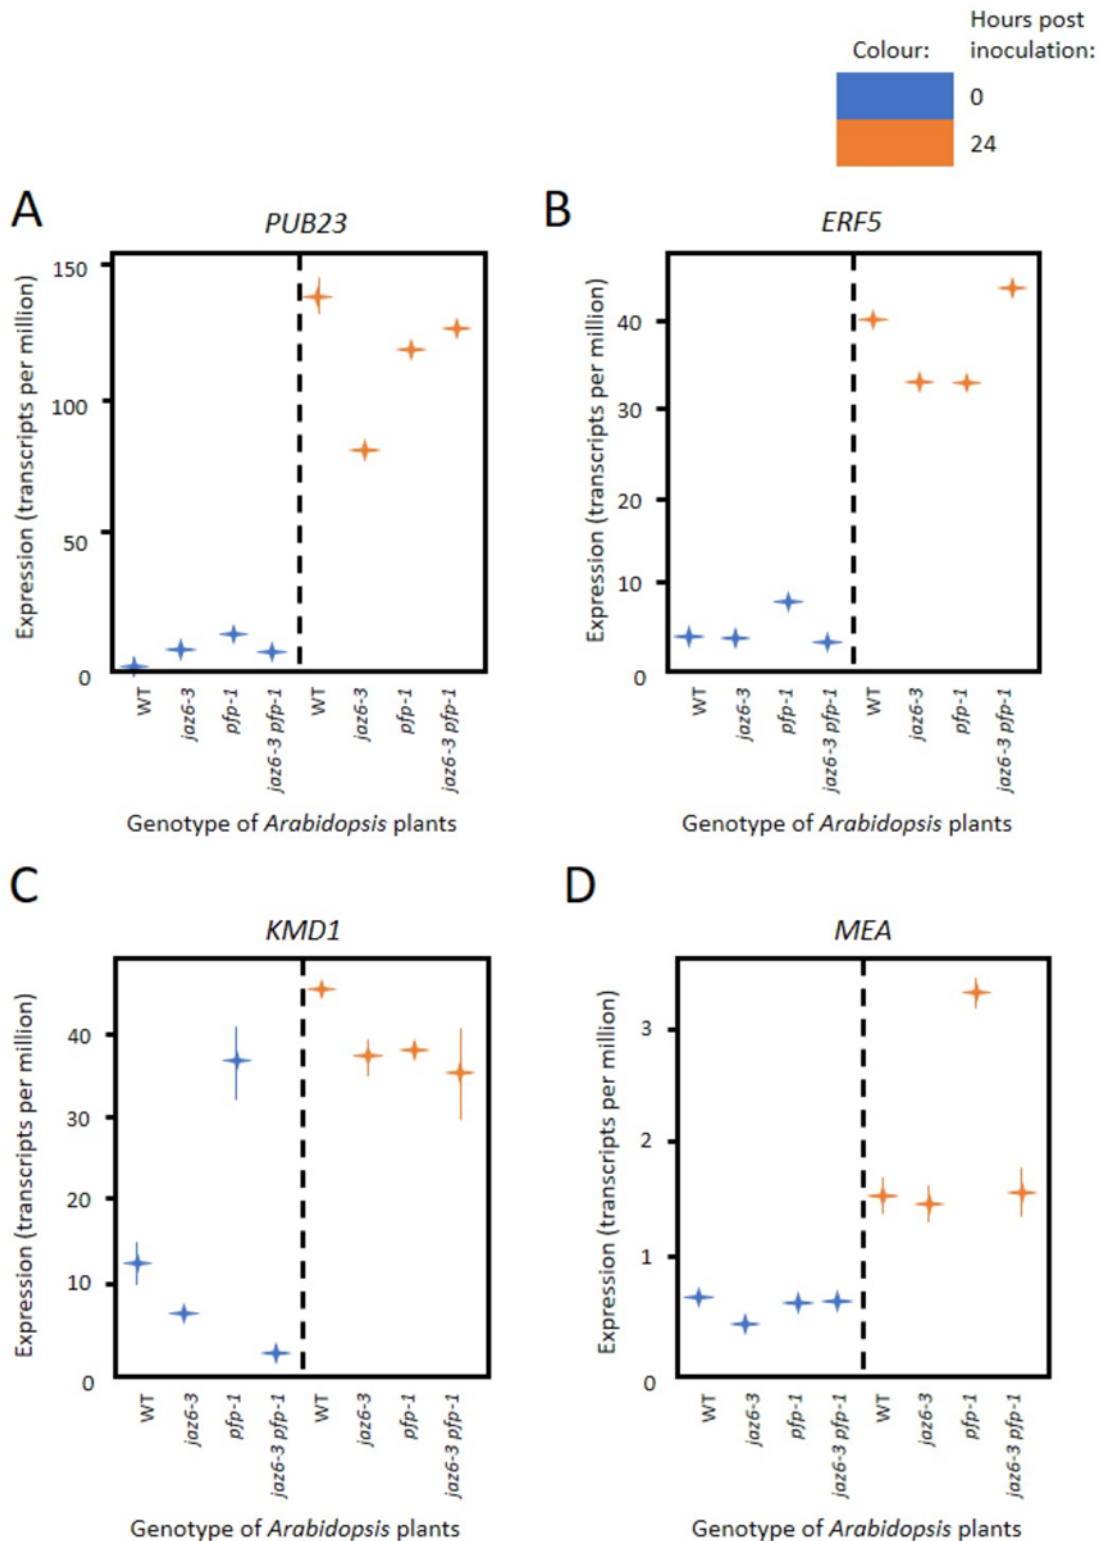 Hours post
Colour: inoculation:
0
24
A
PUB23
Expression (transcripts per million)
150
100
50
0
WT
jaz6-3
pfp-1
jaz6-3 pfp-1
WT
jaz6-3
pfp-1
jaz6-3 pfp-1
Genotype of Arabidopsis plants
B
ERF5
Expression (transcripts per million)
40
30
20
10
0
WT
jaz6-3
pfp-1
jaz6-3 pfp-1
WT
jaz6-3
pfp-1
jaz6-3 pfp-1
Genotype of Arabidopsis plants
C
KMD1
Expression (transcripts per million)
40
30
20
10
0
WT
jaz6-3
pfp-1
jaz6-3 pfp-1
WT
jaz6-3
pfp-1
jaz6-3 pfp-1
Genotype of Arabidopsis plants
D
MEA
Expression (transcripts per million)
3
2
1
0
WT
jaz6-3
pfp-1
jaz6-3 pfp-1
WT
jaz6-3
pfp-1
jaz6-3 pfp-1
Genotype of Arabidopsis plants